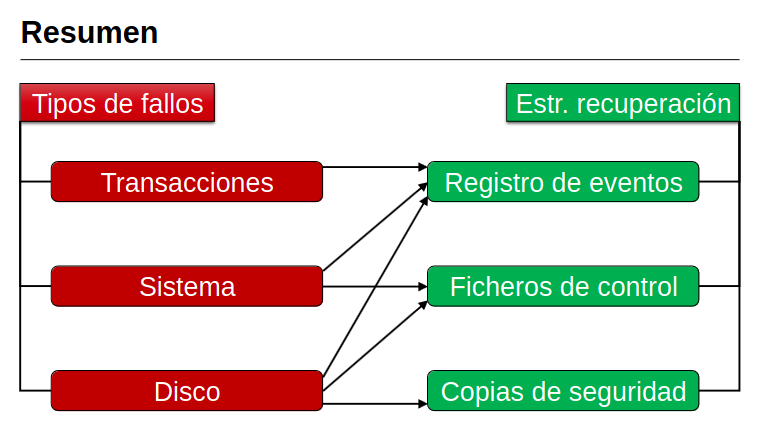 Resumen
Tipos de fallos
Estr. recuperación
Transacciones
Registro de eventos
Sistema
Ficheros de control
Disco
Copias de seguridad